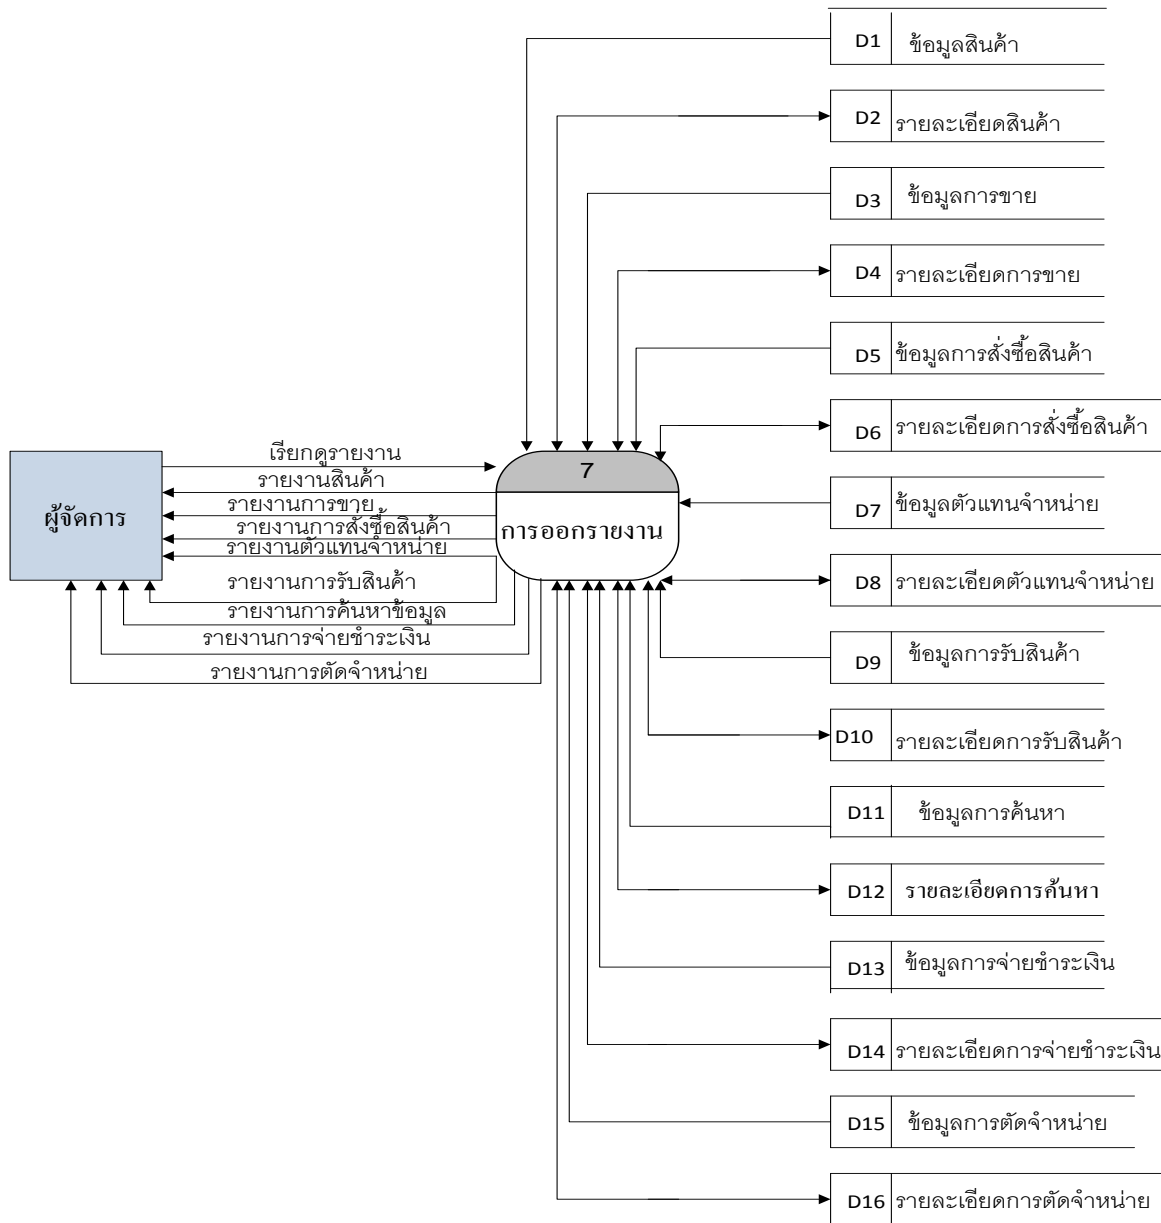 D1 ข้อมูลสินค้า
D2 รายละเอียดสินค้า
D3 ข้อมูลการขาย
D4 รายละเอียดการขาย
D5 ข้อมูลการสั่งซื้อสินค้า
D6 รายละเอียดการสั่งซื้อสินค้า
D7 ข้อมูลตัวแทนจำหน่าย
D8 รายละเอียดตัวแทนจำหน่าย
D9 ข้อมูลการรับสินค้า
D10 รายละเอียดการรับสินค้า
D11 ข้อมูลการค้นหา
D12 รายละเอียดการค้นหา
D13 ข้อมูลการจ่ายชำระเงิน
D14 รายละเอียดการจ่ายชำระเงิน
D15 ข้อมูลการตัดจำหน่าย
D16 รายละเอียดการตัดจำหน่าย
ผู้จัดการ
เรียกดูรายงาน
รายงานสินค้า
รายงานการขาย
รายงานการสั่งซื้อสินค้า
รายงานตัวแทนจำหน่าย
รายงานการรับสินค้า
รายงานการค้นหาข้อมูล
รายงานการจ่ายชำระเงิน
รายงานการตัดจำหน่าย
7
การออกรายงาน